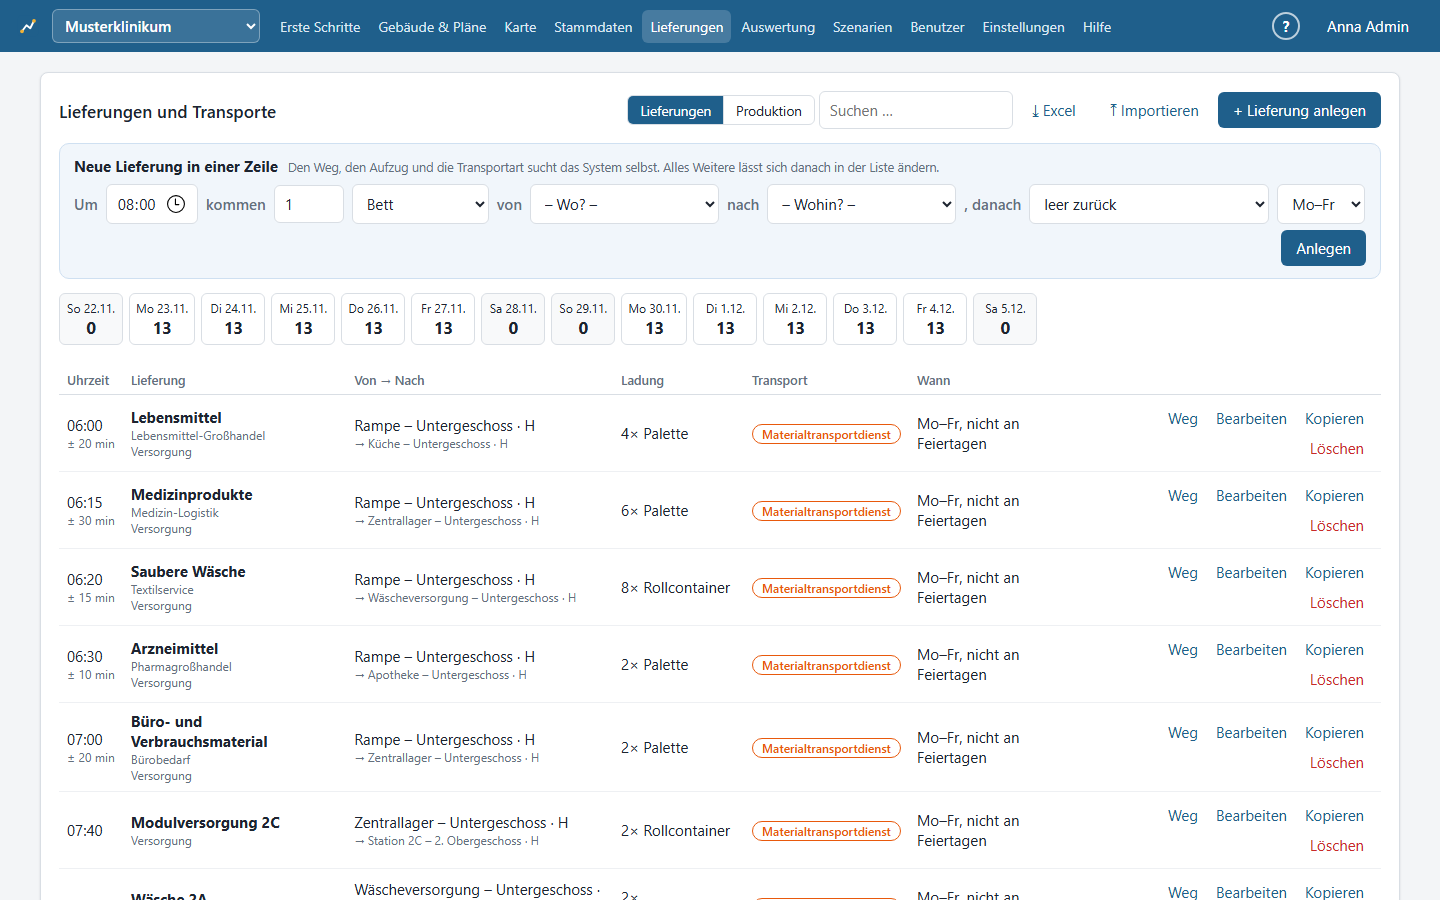 Musterklinikum Erste Schritte Gebäude & Pläne Karte Stammdaten Lieferungen Auswertung Szenarien Benutzer Einstellungen Hilfe ? Anna Admin
Lieferungen und Transporte Lieferungen Produktion Suchen ... ⤓ Excel ⤒ Importieren + Lieferung anlegen
Neue Lieferung in einer Zeile Den Weg, den Aufzug und die Transportart sucht das System selbst. Alles Weitere lässt sich danach in der Liste ändern.
Um 08:00 kommen 1 Bett von – Wo? – nach – Wohin? – , danach leer zurück Mo–Fr
Anlegen
So 22.11. Mo 23.11. Di 24.11. Mi 25.11. Do 26.11. Fr 27.11. Sa 28.11. So 29.11. Mo 30.11. Di 1.12. Mi 2.12. Do 3.12. Fr 4.12. Sa 5.12.
0 13 13 13 13 13 0 0 13 13 13 13 13 0
Uhrzeit Lieferung Von → Nach Ladung Transport Wann
06:00 Lebensmittel Rampe – Untergeschoss · H 4× Palette Materialtransportdienst Mo–Fr, nicht an Weg Bearbeiten Kopieren
± 20 min Lebensmittel-Großhandel → Küche – Untergeschoss · H Feiertagen Löschen
Versorgung
06:15 Medizinprodukte Rampe – Untergeschoss · H 6× Palette Materialtransportdienst Mo–Fr, nicht an Weg Bearbeiten Kopieren
± 30 min Medizin-Logistik → Zentrallager – Untergeschoss · H Feiertagen Löschen
Versorgung
06:20 Saubere Wäsche Rampe – Untergeschoss · H 8× Rollcontainer Materialtransportdienst Mo–Fr, nicht an Weg Bearbeiten Kopieren
± 15 min Textilservice → Wäscheversorgung – Untergeschoss · H Feiertagen Löschen
Versorgung
06:30 Arzneimittel Rampe – Untergeschoss · H 2× Palette Materialtransportdienst Mo–Fr, nicht an Weg Bearbeiten Kopieren
± 10 min Pharmagroßhandel → Apotheke – Untergeschoss · H Feiertagen Löschen
Versorgung
Büro- und
07:00 Verbrauchsmaterial Rampe – Untergeschoss · H 2× Palette Materialtransportdienst Mo–Fr, nicht an Weg Bearbeiten Kopieren
± 20 min Bürobedarf → Zentrallager – Untergeschoss · H Feiertagen Löschen
Versorgung
07:40 Modulversorgung 2C Zentrallager – Untergeschoss · H 2× Rollcontainer Materialtransportdienst Mo–Fr, nicht an Weg Bearbeiten Kopieren
Versorgung → Station 2C – 2. Obergeschoss · H Feiertagen Löschen
Wäsche 2A Wäscheversorgung – Untergeschoss · 2× Mo–Fr, nicht an Weg Bearbeiten Kopieren